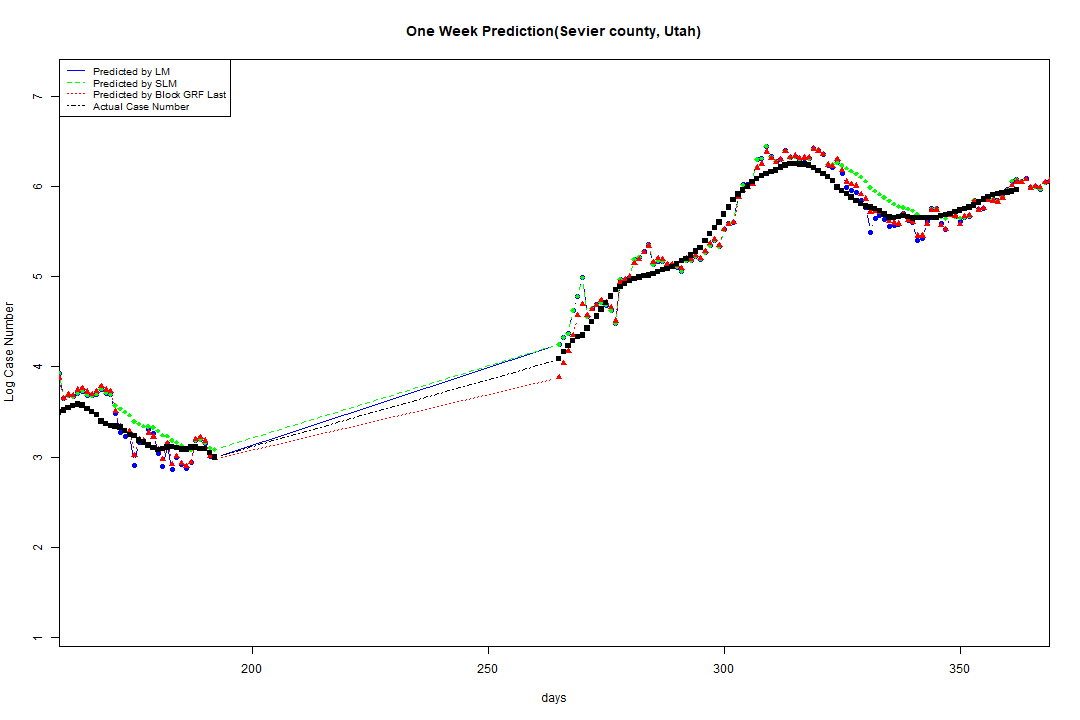 One Week Prediction(Sevier county, Utah)
Predicted by LM
Predicted by SLM
Predicted by Block GRF Last
Actual Case Number
Log Case Number
7
6
5
4
3
2
1
200 250 300 350
days